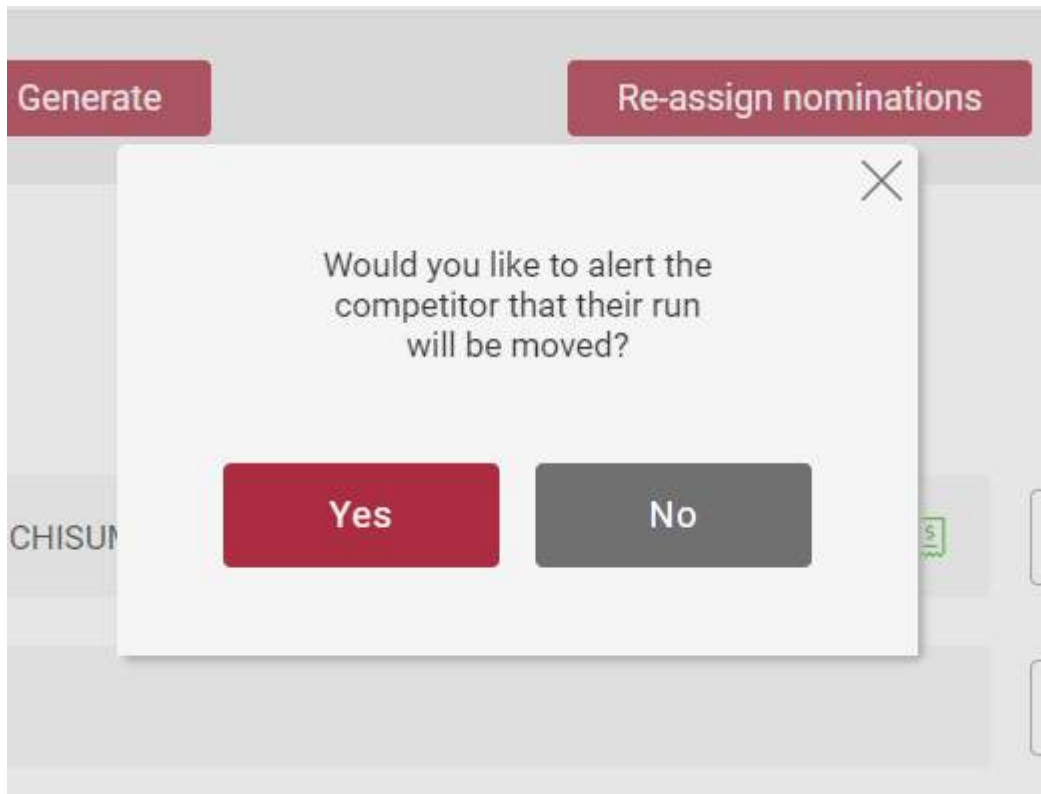 Generate
Re-assign nominations
Would you like to alert the
competitor that their run
will be moved?
Yes
No
$